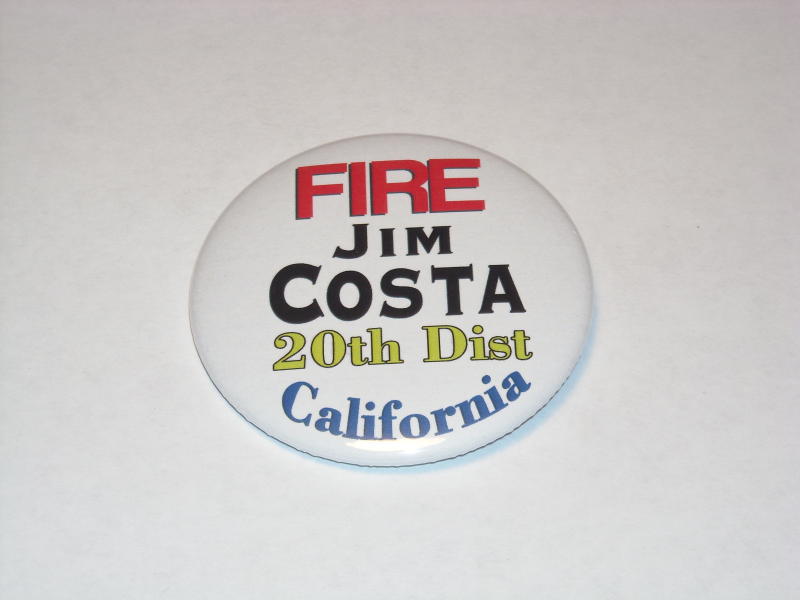 FIRE
JIM
COSTA
20th Dist
California